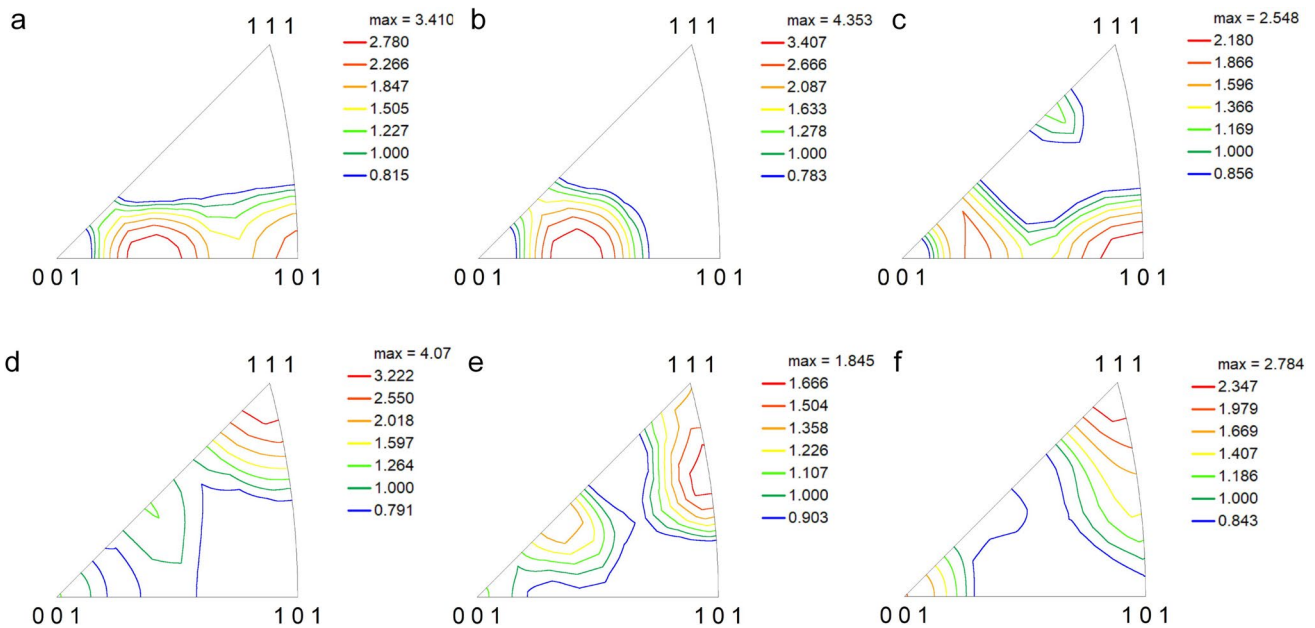 a
max = 3.410
1 1 1
2.780
2.266
1.847
1.505
1.227
1.000
0.815
0 0 1
1 0 1
b
max = 4.353
1 1 1
3.407
2.666
2.087
1.633
1.278
1.000
0.783
0 0 1
1 0 1
c
max = 2.548
1 1 1
2.180
1.866
1.596
1.366
1.169
1.000
0.856
0 0 1
1 0 1
d
max = 4.07
1 1 1
3.222
2.550
2.018
1.597
1.264
1.000
0.791
0 0 1
1 0 1
e
max = 1.845
1 1 1
1.666
1.504
1.358
1.226
1.107
1.000
0.903
0 0 1
1 0 1
f
max = 2.784
1 1 1
2.347
1.979
1.669
1.407
1.186
1.000
0.843
0 0 1
1 0 1